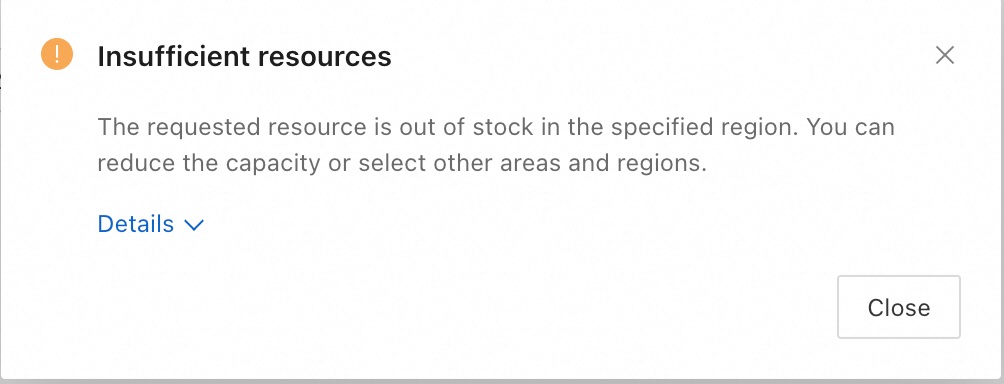 Insufficient resources
The requested resource is out of stock in the specified region. You can
reduce the capacity or select other areas and regions.
Details
Close